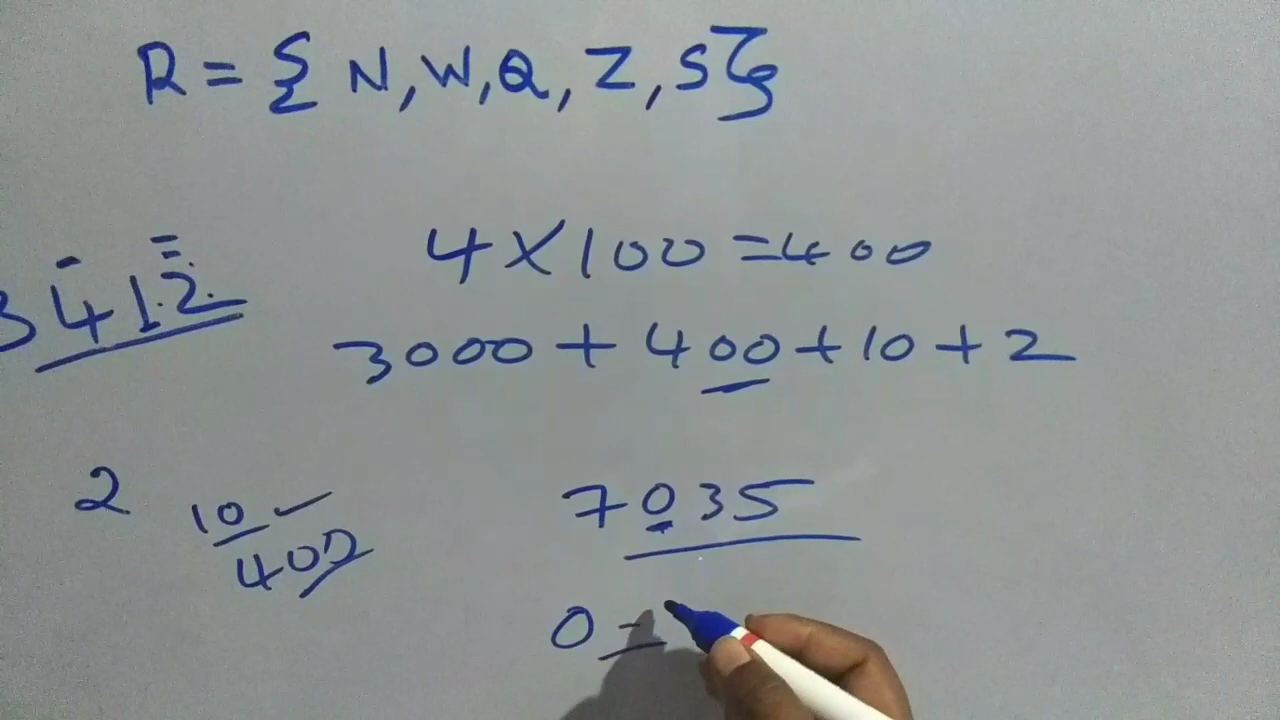 R = { N, W, Q, Z, S }
4 × 100 = 400
3412
3000 + 400 + 10 + 2
2
10 ✓
400
7035
0 =